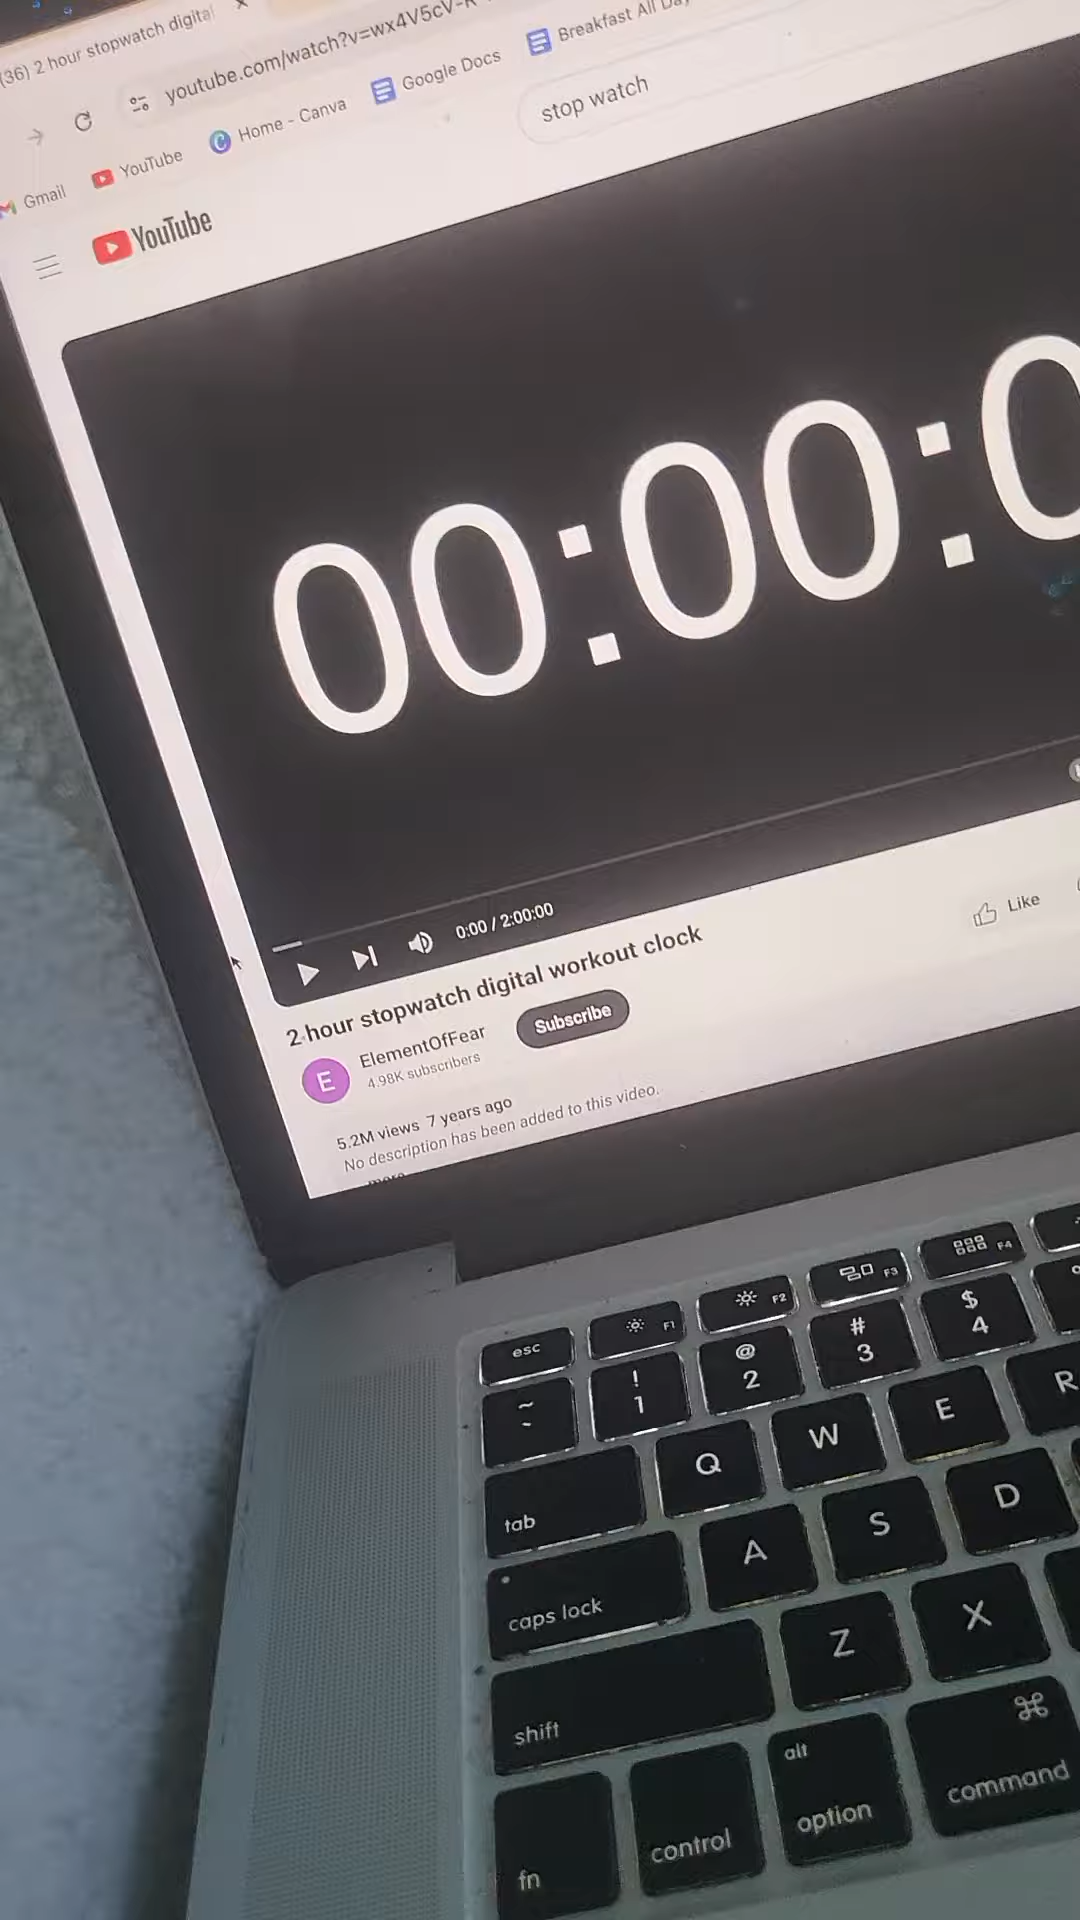 (36) 2 hour stopwatch digital
youtube.com/watch?v=wx4V5cV-
Gmail
YouTube
Home - Canva
Google Docs
Breakfast All Day
YouTube
stop watch
00:00:0
0:00 / 2:00:00
2 hour stopwatch digital workout clock
E
ElementOfFear
4.98K subscribers
Subscribe
Like
5.2M views 7 years ago
No description has been added to this video.
esc
F1
F2
F3
F4
~
!
1
@
2
#
3
$
4
tab
Q
W
E
R
caps lock
A
S
D
shift
Z
X
fn
control
alt
option
⌘
command